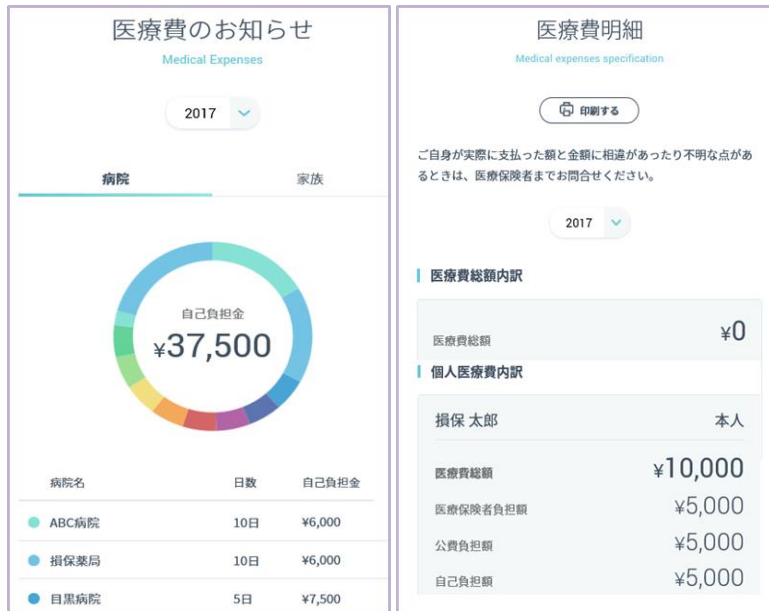 医療費のお知らせ
Medical Expenses
2017
病院
家族
自己負担金
¥37,500
病院名 日数 自己負担金
ABC病院 10日 ¥6,000
損保薬局 10日 ¥6,000
目黒病院 5日 ¥7,500
医療費明細
Medical expenses specification
印刷する
ご自身が実際に支払った額と金額に相違があったり不明な点があ
るときは、医療保険者までお問合せください。
2017
医療費総額内訳
医療費総額 ¥0
個人医療費内訳
損保 太郎 本人
医療費総額 ¥10,000
医療保険者負担額 ¥5,000
公費負担額 ¥5,000
自己負担額 ¥5,000